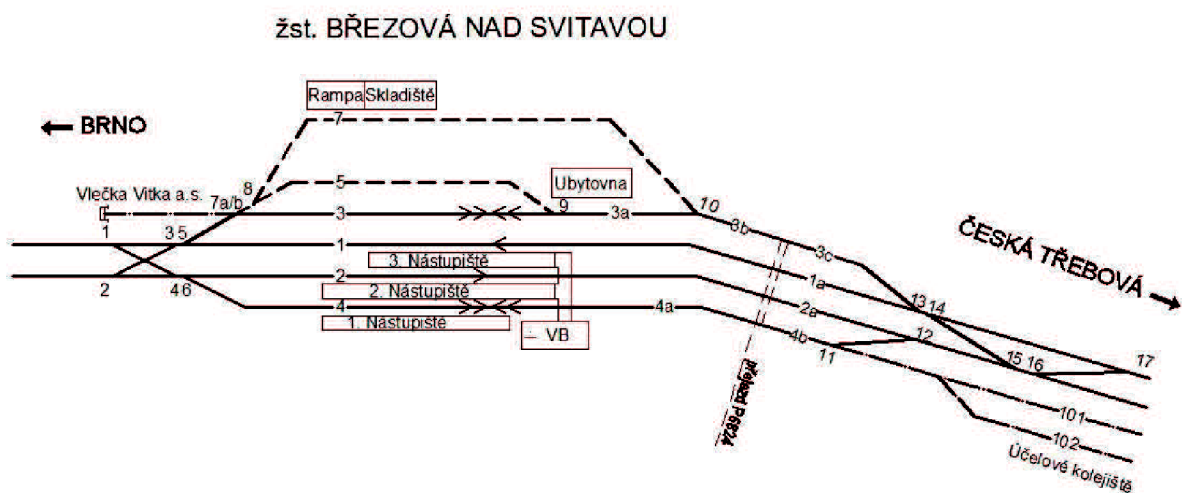 žst. BŘEZOVÁ NAD SVITAVOU
Rampa Skladiště
7
BRNO
Vlečka Vitka a.s.
7a/b
8
5
Ubytovna
3
9
3a
10
3b
3c
1
3 5
1
ČESKÁ TŘEBOVÁ
3. Nástupiště
1a
2
4 6
2
2. Nástupiště
2a
13 14
4
4a
1. Nástupiště
VB
4b
11
12
15 16
17
přejezd P6824
101
102
Účelové kolejiště